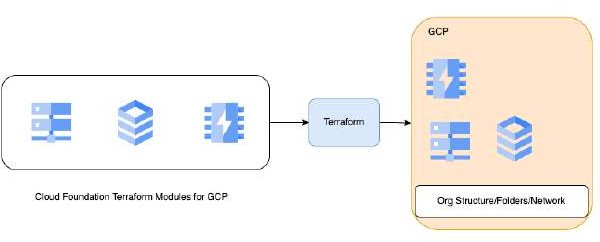 GCP
Terraform
Cloud Foundation Terraform Modules for GCP
Org Structure/Folders/Network